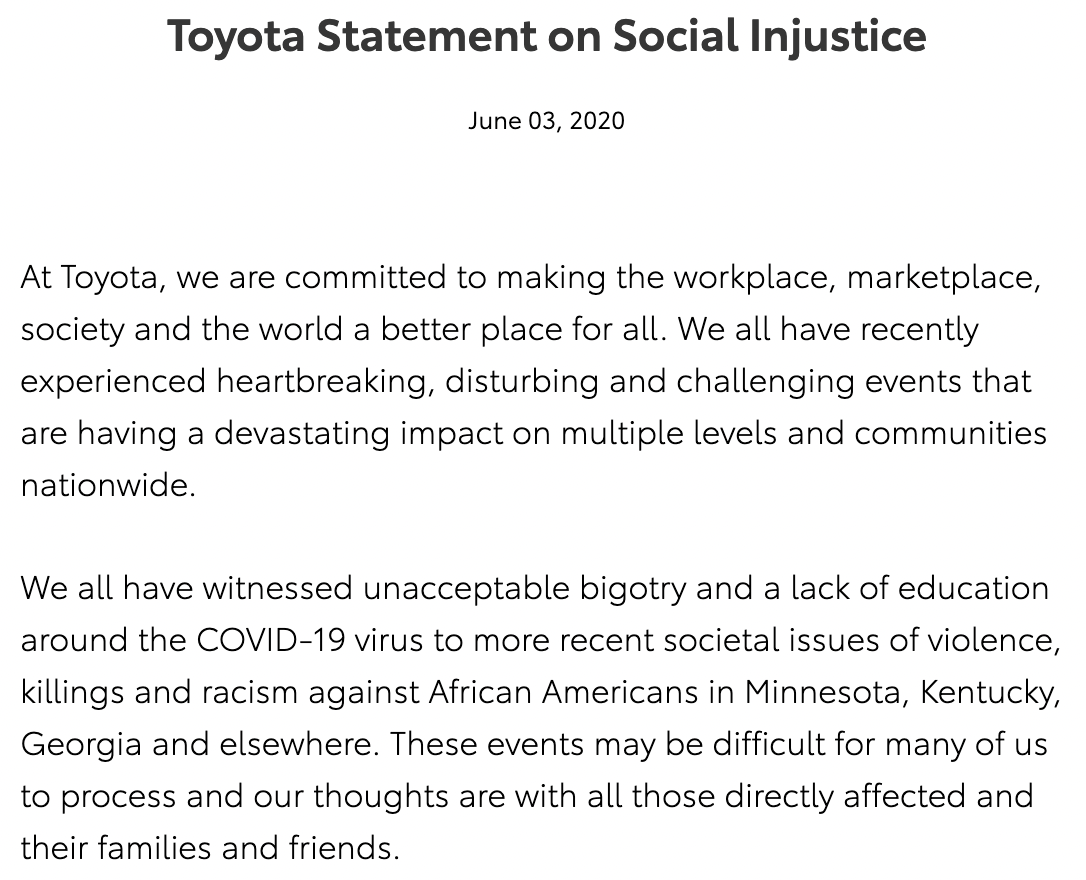 Toyota Statement on Social Injustice
June 03, 2020
At Toyota, we are committed to making the workplace, marketplace,
society and the world a better place for all. We all have recently
experienced heartbreaking, disturbing and challenging events that
are having a devastating impact on multiple levels and communities
nationwide.
We all have witnessed unacceptable bigotry and a lack of education
around the COVID-19 virus to more recent societal issues of violence,
killings and racism against African Americans in Minnesota, Kentucky,
Georgia and elsewhere. These events may be difficult for many of us
to process and our thoughts are with all those directly affected and
their families and friends.